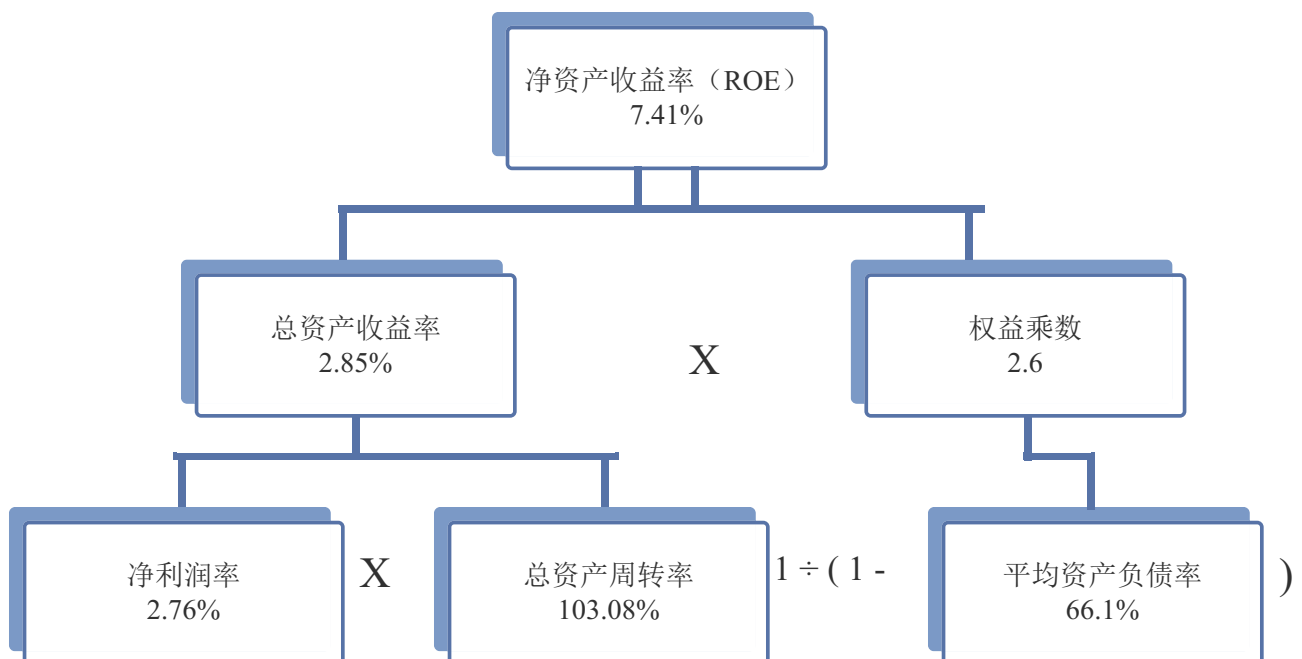 净资产收益率（ROE）
7.41%
总资产收益率
2.85%
X
权益乘数
2.6
净利润率
2.76%
X
总资产周转率
103.08%
1 ÷ ( 1 -
平均资产负债率
66.1%
)